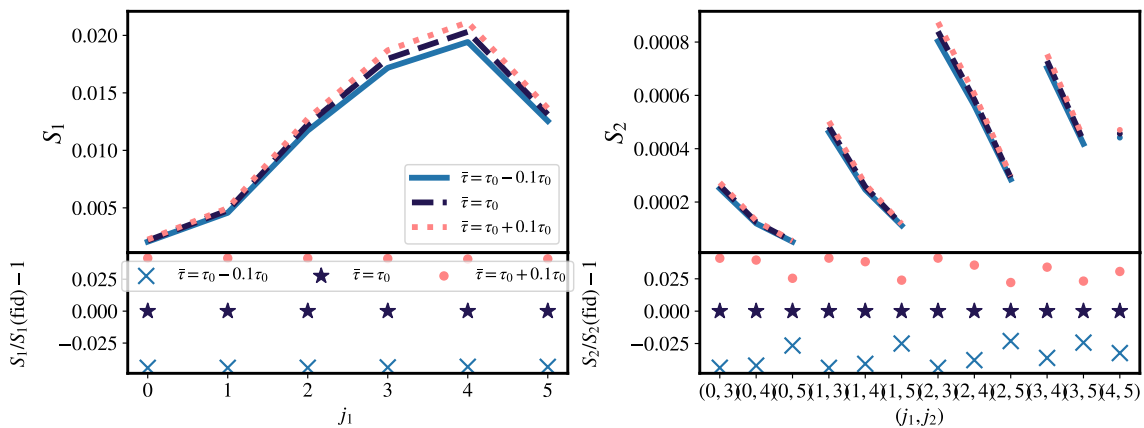 0.020
0.015
0.010
0.005
S₁
τ̄ = τ₀ − 0.1τ₀
τ̄ = τ₀
τ̄ = τ₀ + 0.1τ₀
0.025
0.000
−0.025
S₁/S₁(fid) − 1
τ̄ = τ₀ − 0.1τ₀ τ̄ = τ₀ τ̄ = τ₀ + 0.1τ₀
0 1 2 3 4 5
j₁
0.0008
0.0006
0.0004
0.0002
S₂
0.025
0.000
−0.025
S₂/S₂(fid) − 1
(0, 3)(0, 4)(0, 5)(1, 3)(1, 4)(1, 5)(2, 3)(2, 4)(2, 5)(3, 4)(3, 5)(4, 5)
(j₁, j₂)